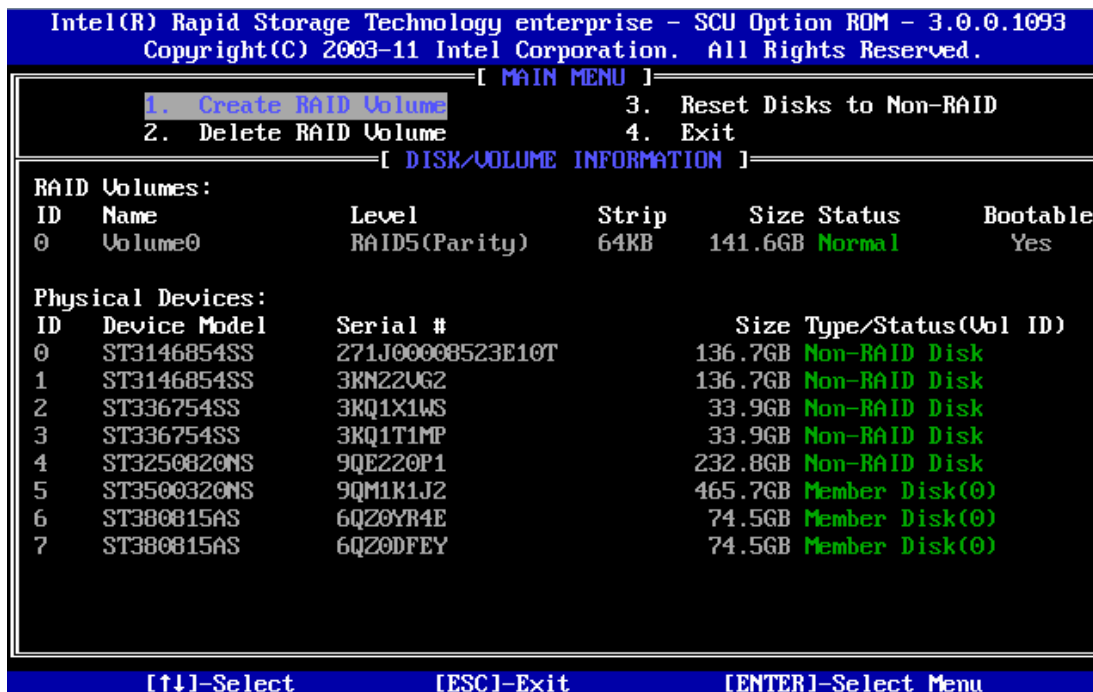 Intel(R) Rapid Storage Technology enterprise - SCU Option ROM - 3.0.0.1093
Copyright(C) 2003-11 Intel Corporation. All Rights Reserved.
[ MAIN MENU ]
1. Create RAID Volume 3. Reset Disks to Non-RAID
2. Delete RAID Volume 4. Exit
[ DISK/VOLUME INFORMATION ]
RAID Volumes:
ID Name Level Strip Size Status Bootable
0 Volume0 RAID5(Parity) 64KB 141.6GB Normal Yes
Physical Devices:
ID Device Model Serial # Size Type/Status(Vol ID)
0 ST3146854SS 271J00008523E10T 136.7GB Non-RAID Disk
1 ST3146854SS 3KN22VG2 136.7GB Non-RAID Disk
2 ST336754SS 3KQ1X1WS 33.9GB Non-RAID Disk
3 ST336754SS 3KQ1T1MP 33.9GB Non-RAID Disk
4 ST3250820NS 9QE220P1 232.8GB Non-RAID Disk
5 ST3500320NS 9QM1K1J2 465.7GB Member Disk(0)
6 ST380815AS 6QZ0YR4E 74.5GB Member Disk(0)
7 ST380815AS 6QZ0DFEY 74.5GB Member Disk(0)
[↑↓]-Select [ESC]-Exit [ENTER]-Select Menu